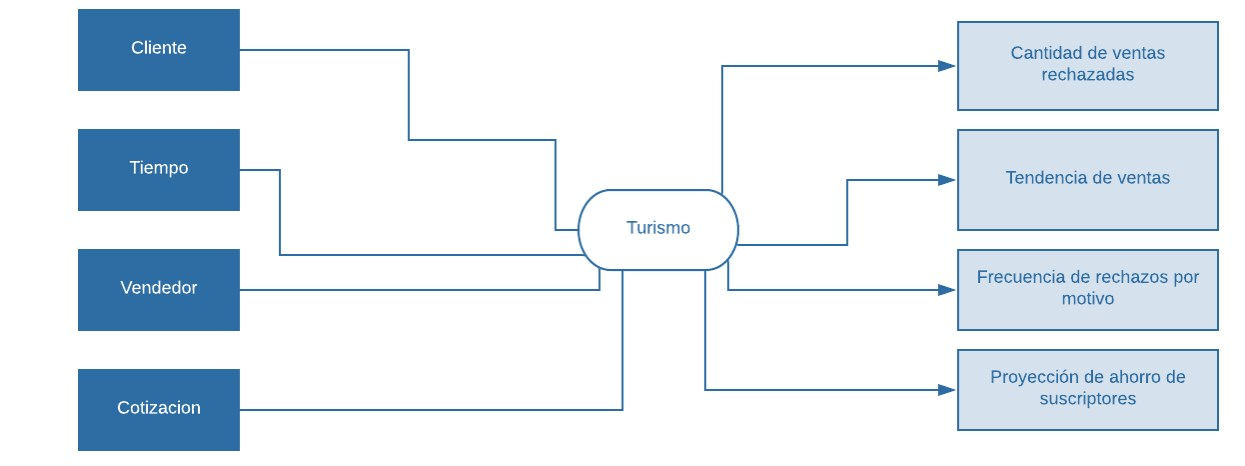 Cliente
Tiempo
Vendedor
Cotizacion
Turismo
Cantidad de ventas
rechazadas
Tendencia de ventas
Frecuencia de rechazos por
motivo
Proyección de ahorro de
suscriptores